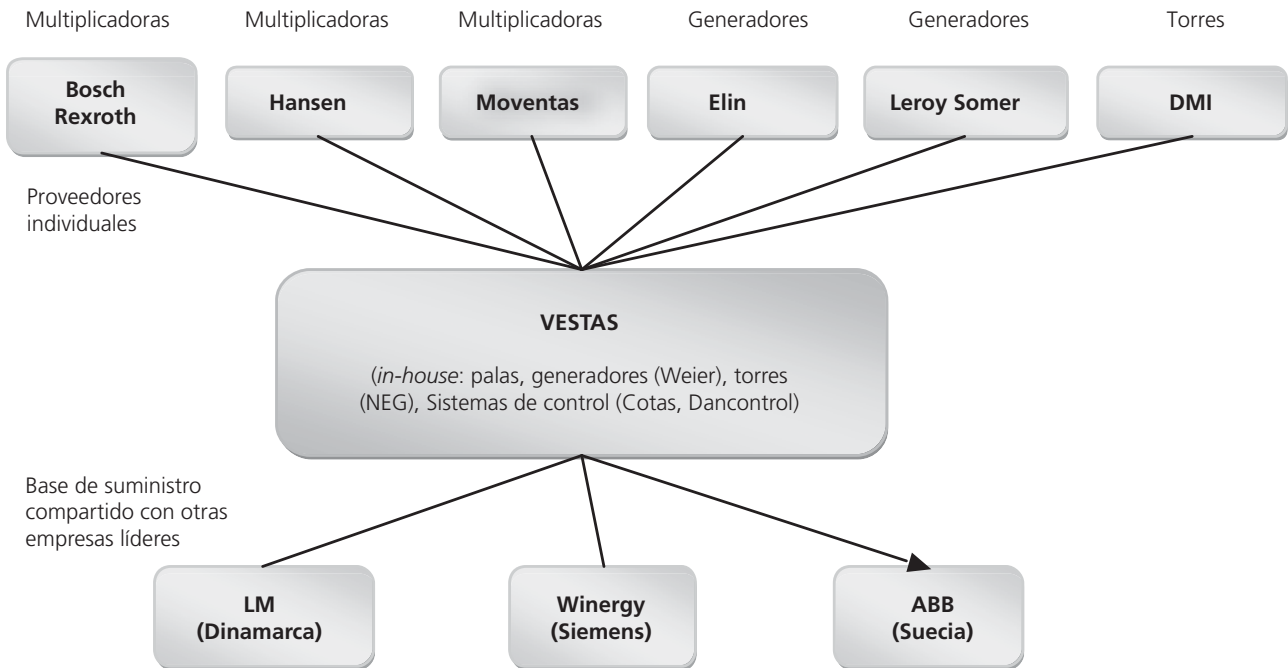 Multiplicadoras Multiplicadoras Multiplicadoras Generadores Generadores Torres
Bosch
Rexroth
Hansen
Moventas
Elin
Leroy Somer
DMI
Proveedores
individuales
VESTAS
(in-house: palas, generadores (Weier), torres
(NEG), Sistemas de control (Cotas, Dancontrol)
Base de suministro
compartido con otras
empresas líderes
LM
(Dinamarca)
Winergy
(Siemens)
ABB
(Suecia)